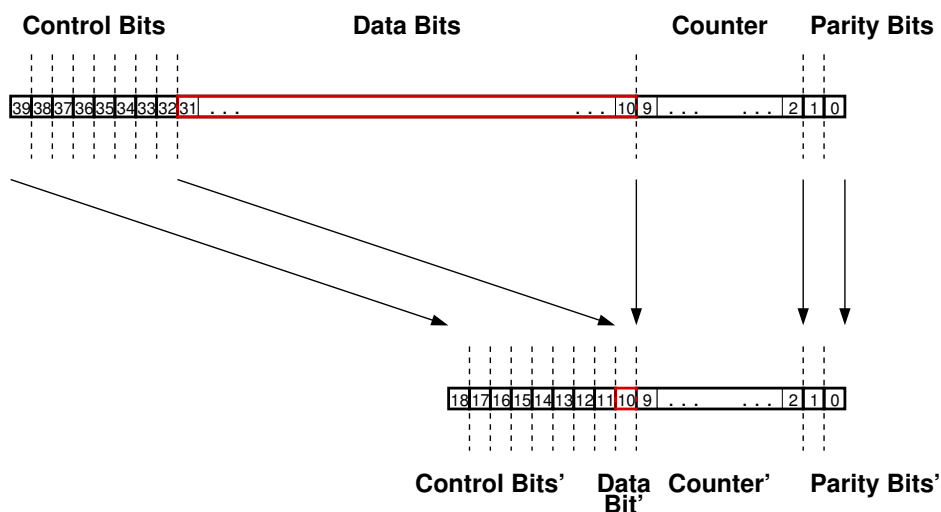 Control Bits Data Bits Counter Parity Bits
39 38 37 36 35 34 33 32 31 . . . . . . 10 9 . . . . . . 2 1 0
18 17 16 15 14 13 12 11 10 9 . . . . . . 2 1 0
Control Bits' Data Counter' Parity Bits'
Bit'